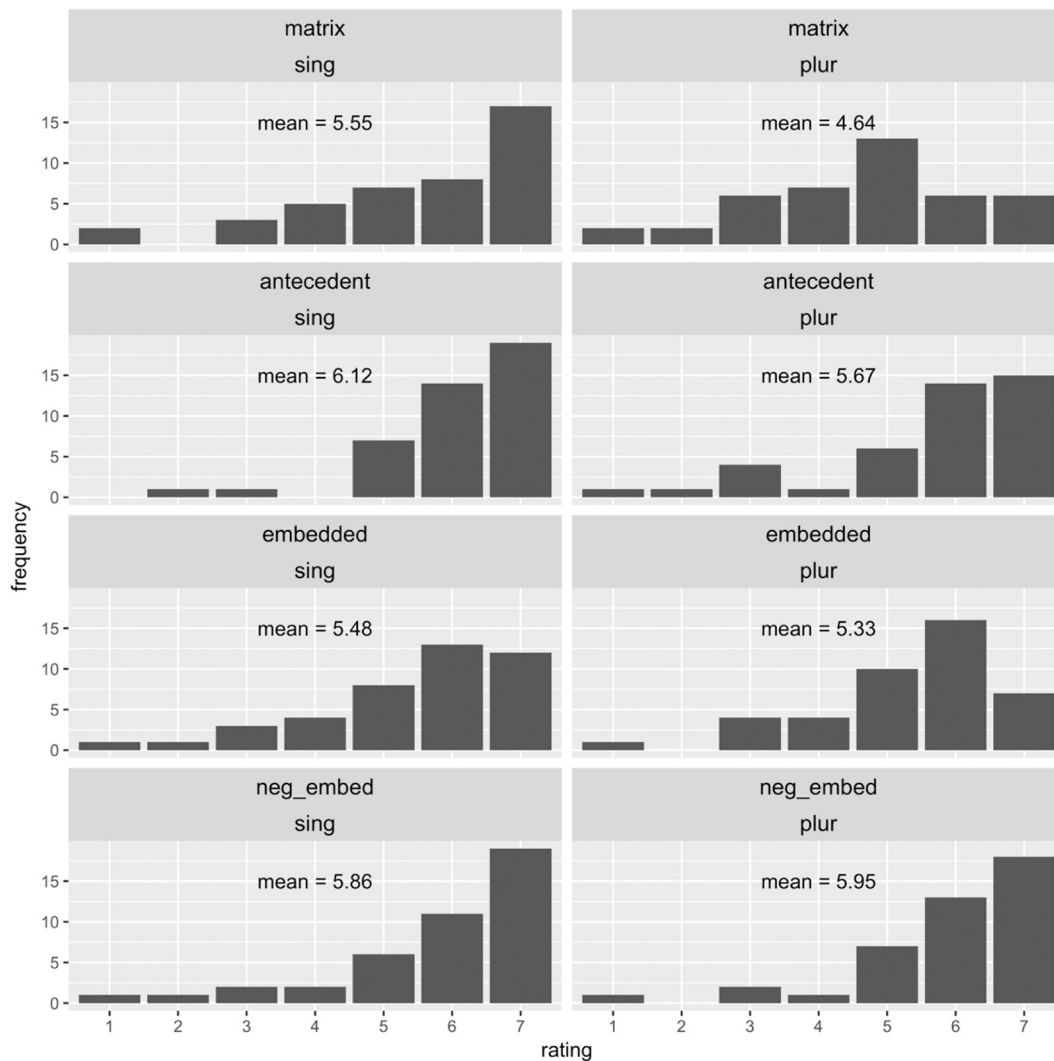 matrix
sing
mean = 5.55
15
10
5
0
matrix
plur
mean = 4.64
antecedent
sing
mean = 6.12
15
10
5
0
antecedent
plur
mean = 5.67
embedded
sing
mean = 5.48
15
10
5
0
embedded
plur
mean = 5.33
neg_embed
sing
mean = 5.86
15
10
5
0
neg_embed
plur
mean = 5.95
frequency
1 2 3 4 5 6 7
1 2 3 4 5 6 7
rating